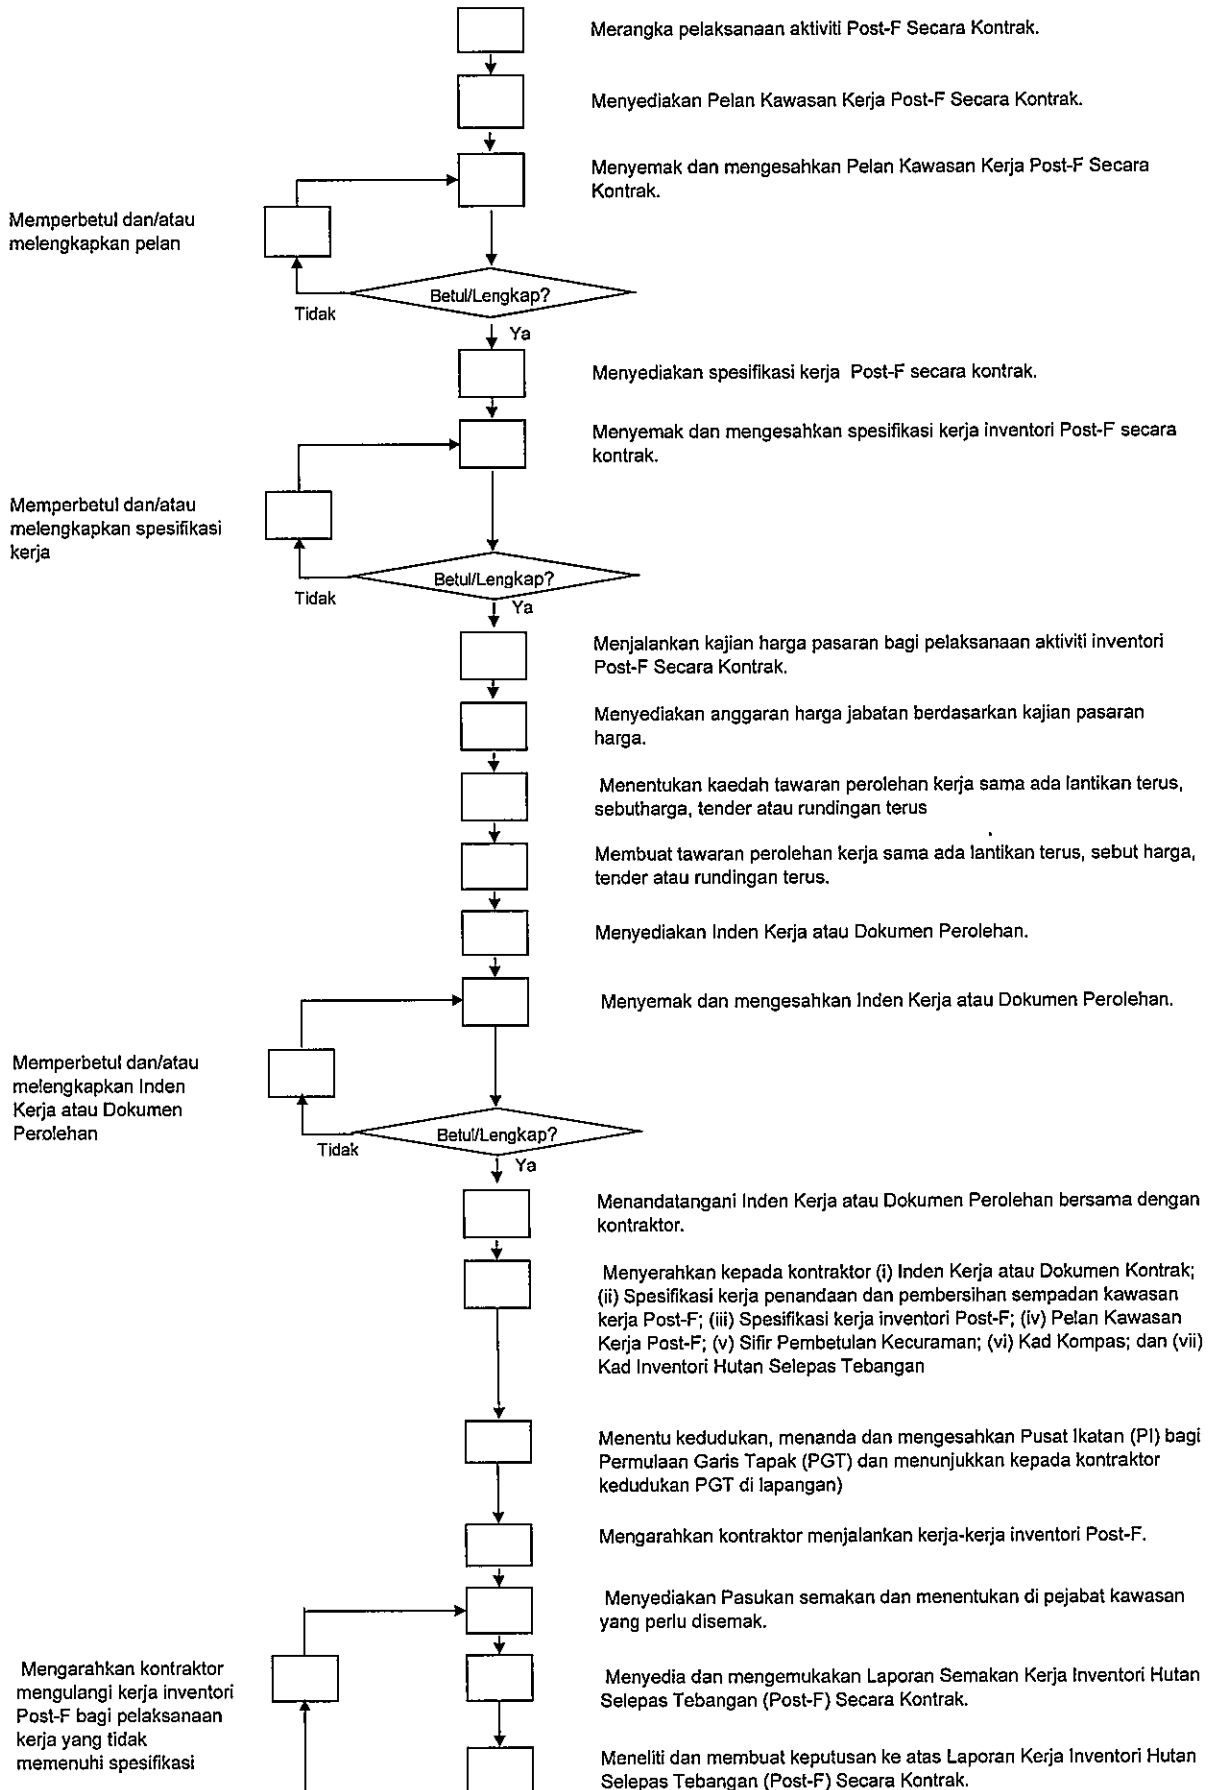 Merangka pelaksanaan aktiviti Post-F Secara Kontrak.
Menyediakan Pelan Kawasan Kerja Post-F Secara Kontrak.
Menyemak dan mengesahkan Pelan Kawasan Kerja Post-F Secara
Kontrak.
Memperbetul dan/atau
melengkapkan pelan
Betul/Lengkap?
Tidak
Ya
Menyediakan spesifikasi kerja Post-F secara kontrak.
Menyemak dan mengesahkan spesifikasi kerja inventori Post-F secara
kontrak.
Memperbetul dan/atau
melengkapkan spesifikasi
kerja
Betul/Lengkap?
Tidak
Ya
Menjalankan kajian harga pasaran bagi pelaksanaan aktiviti inventori
Post-F Secara Kontrak.
Menyediakan anggaran harga jabatan berdasarkan kajian pasaran
harga.
Menentukan kaedah tawaran perolehan kerja sama ada lantikan terus,
sebutharga, tender atau rundingan terus
Membuat tawaran perolehan kerja sama ada lantikan terus, sebut harga,
tender atau rundingan terus.
Menyediakan Inden Kerja atau Dokumen Perolehan.
Menyemak dan mengesahkan Inden Kerja atau Dokumen Perolehan.
Memperbetul dan/atau
melengkapkan Inden
Kerja atau Dokumen
Perolehan
Betul/Lengkap?
Tidak
Ya
Menandatangani Inden Kerja atau Dokumen Perolehan bersama dengan
kontraktor.
Menyerahkan kepada kontraktor (i) Inden Kerja atau Dokumen Kontrak;
(ii) Spesifikasi kerja penandaan dan pembersihan sempadan kawasan
kerja Post-F; (iii) Spesifikasi kerja inventori Post-F; (iv) Pelan Kawasan
Kerja Post-F; (v) Sifir Pembetulan Kecuraman; (vi) Kad Kompas; dan (vii)
Kad Inventori Hutan Selepas Tebangan
Menentu kedudukan, menanda dan mengesahkan Pusat Ikatan (PI) bagi
Permulaan Garis Tapak (PGT) dan menunjukkan kepada kontraktor
kedudukan PGT di lapangan)
Mengarahkan kontraktor menjalankan kerja-kerja inventori Post-F.
Menyediakan Pasukan semakan dan menentukan di pejabat kawasan
yang perlu disemak.
Mengarahkan kontraktor
mengulangi kerja inventori
Post-F bagi pelaksanaan
kerja yang tidak
memenuhi spesifikasi
Menyedia dan mengemukakan Laporan Semakan Kerja Inventori Hutan
Selepas Tebangan (Post-F) Secara Kontrak.
Meneliti dan membuat keputusan ke atas Laporan Kerja Inventori Hutan
Selepas Tebangan (Post-F) Secara Kontrak.